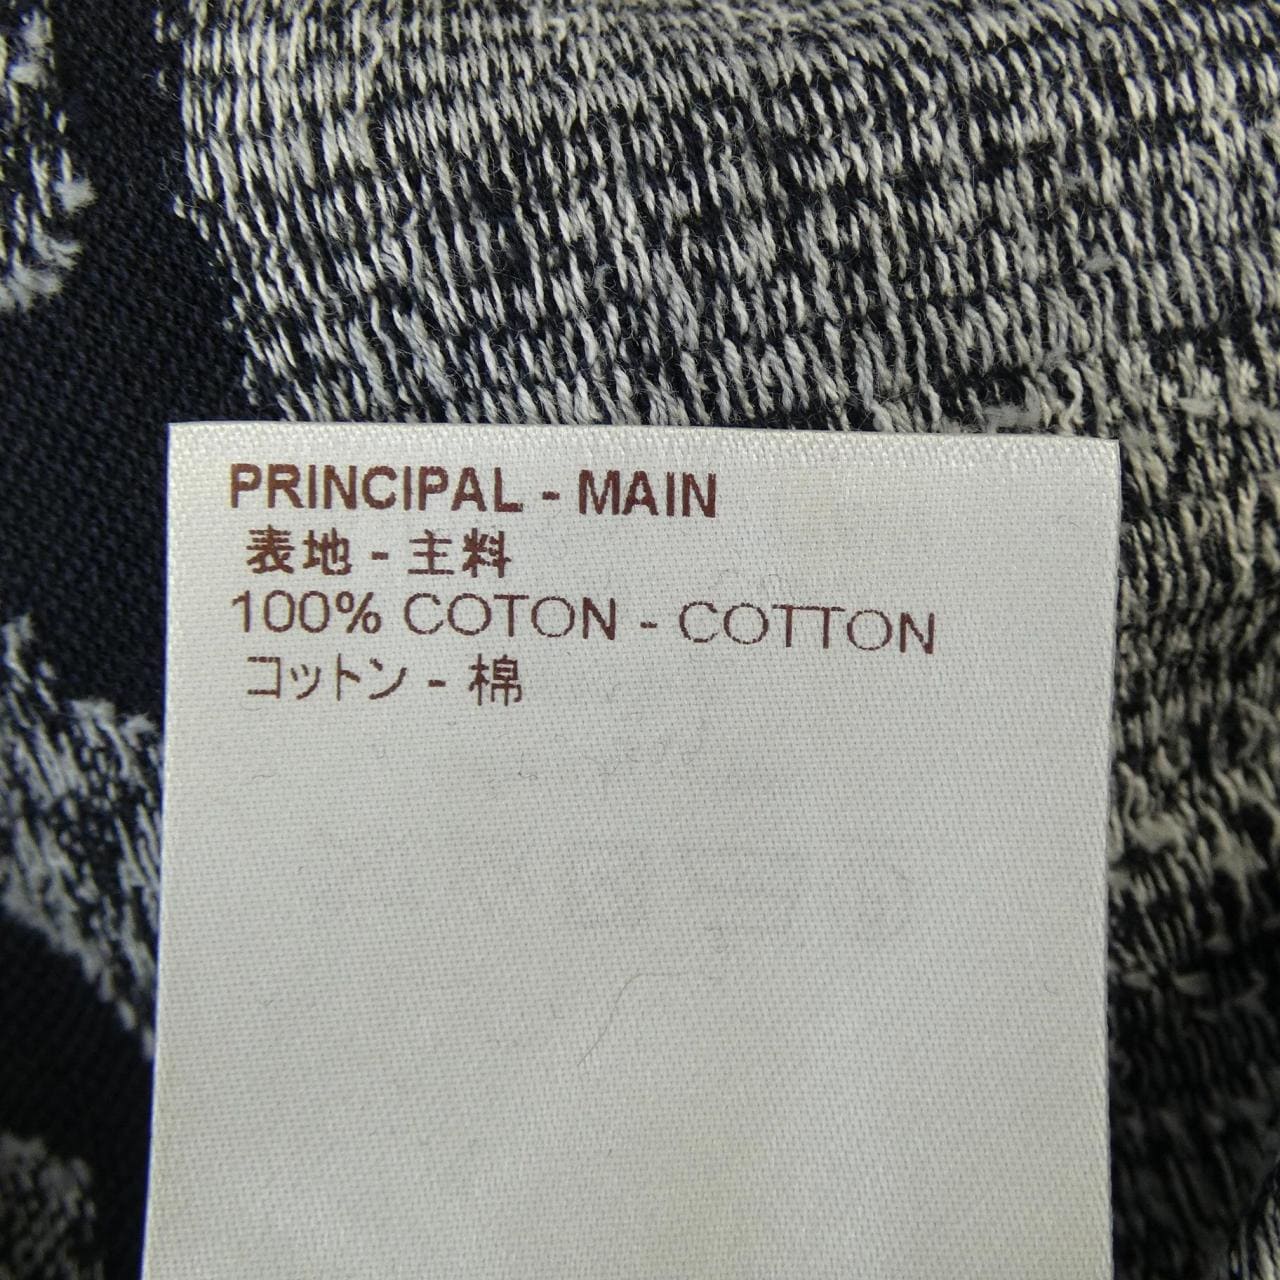 PRINCIPAL - MAIN
表地 - 主料
100% COTON - COTTON
コットン - 棉